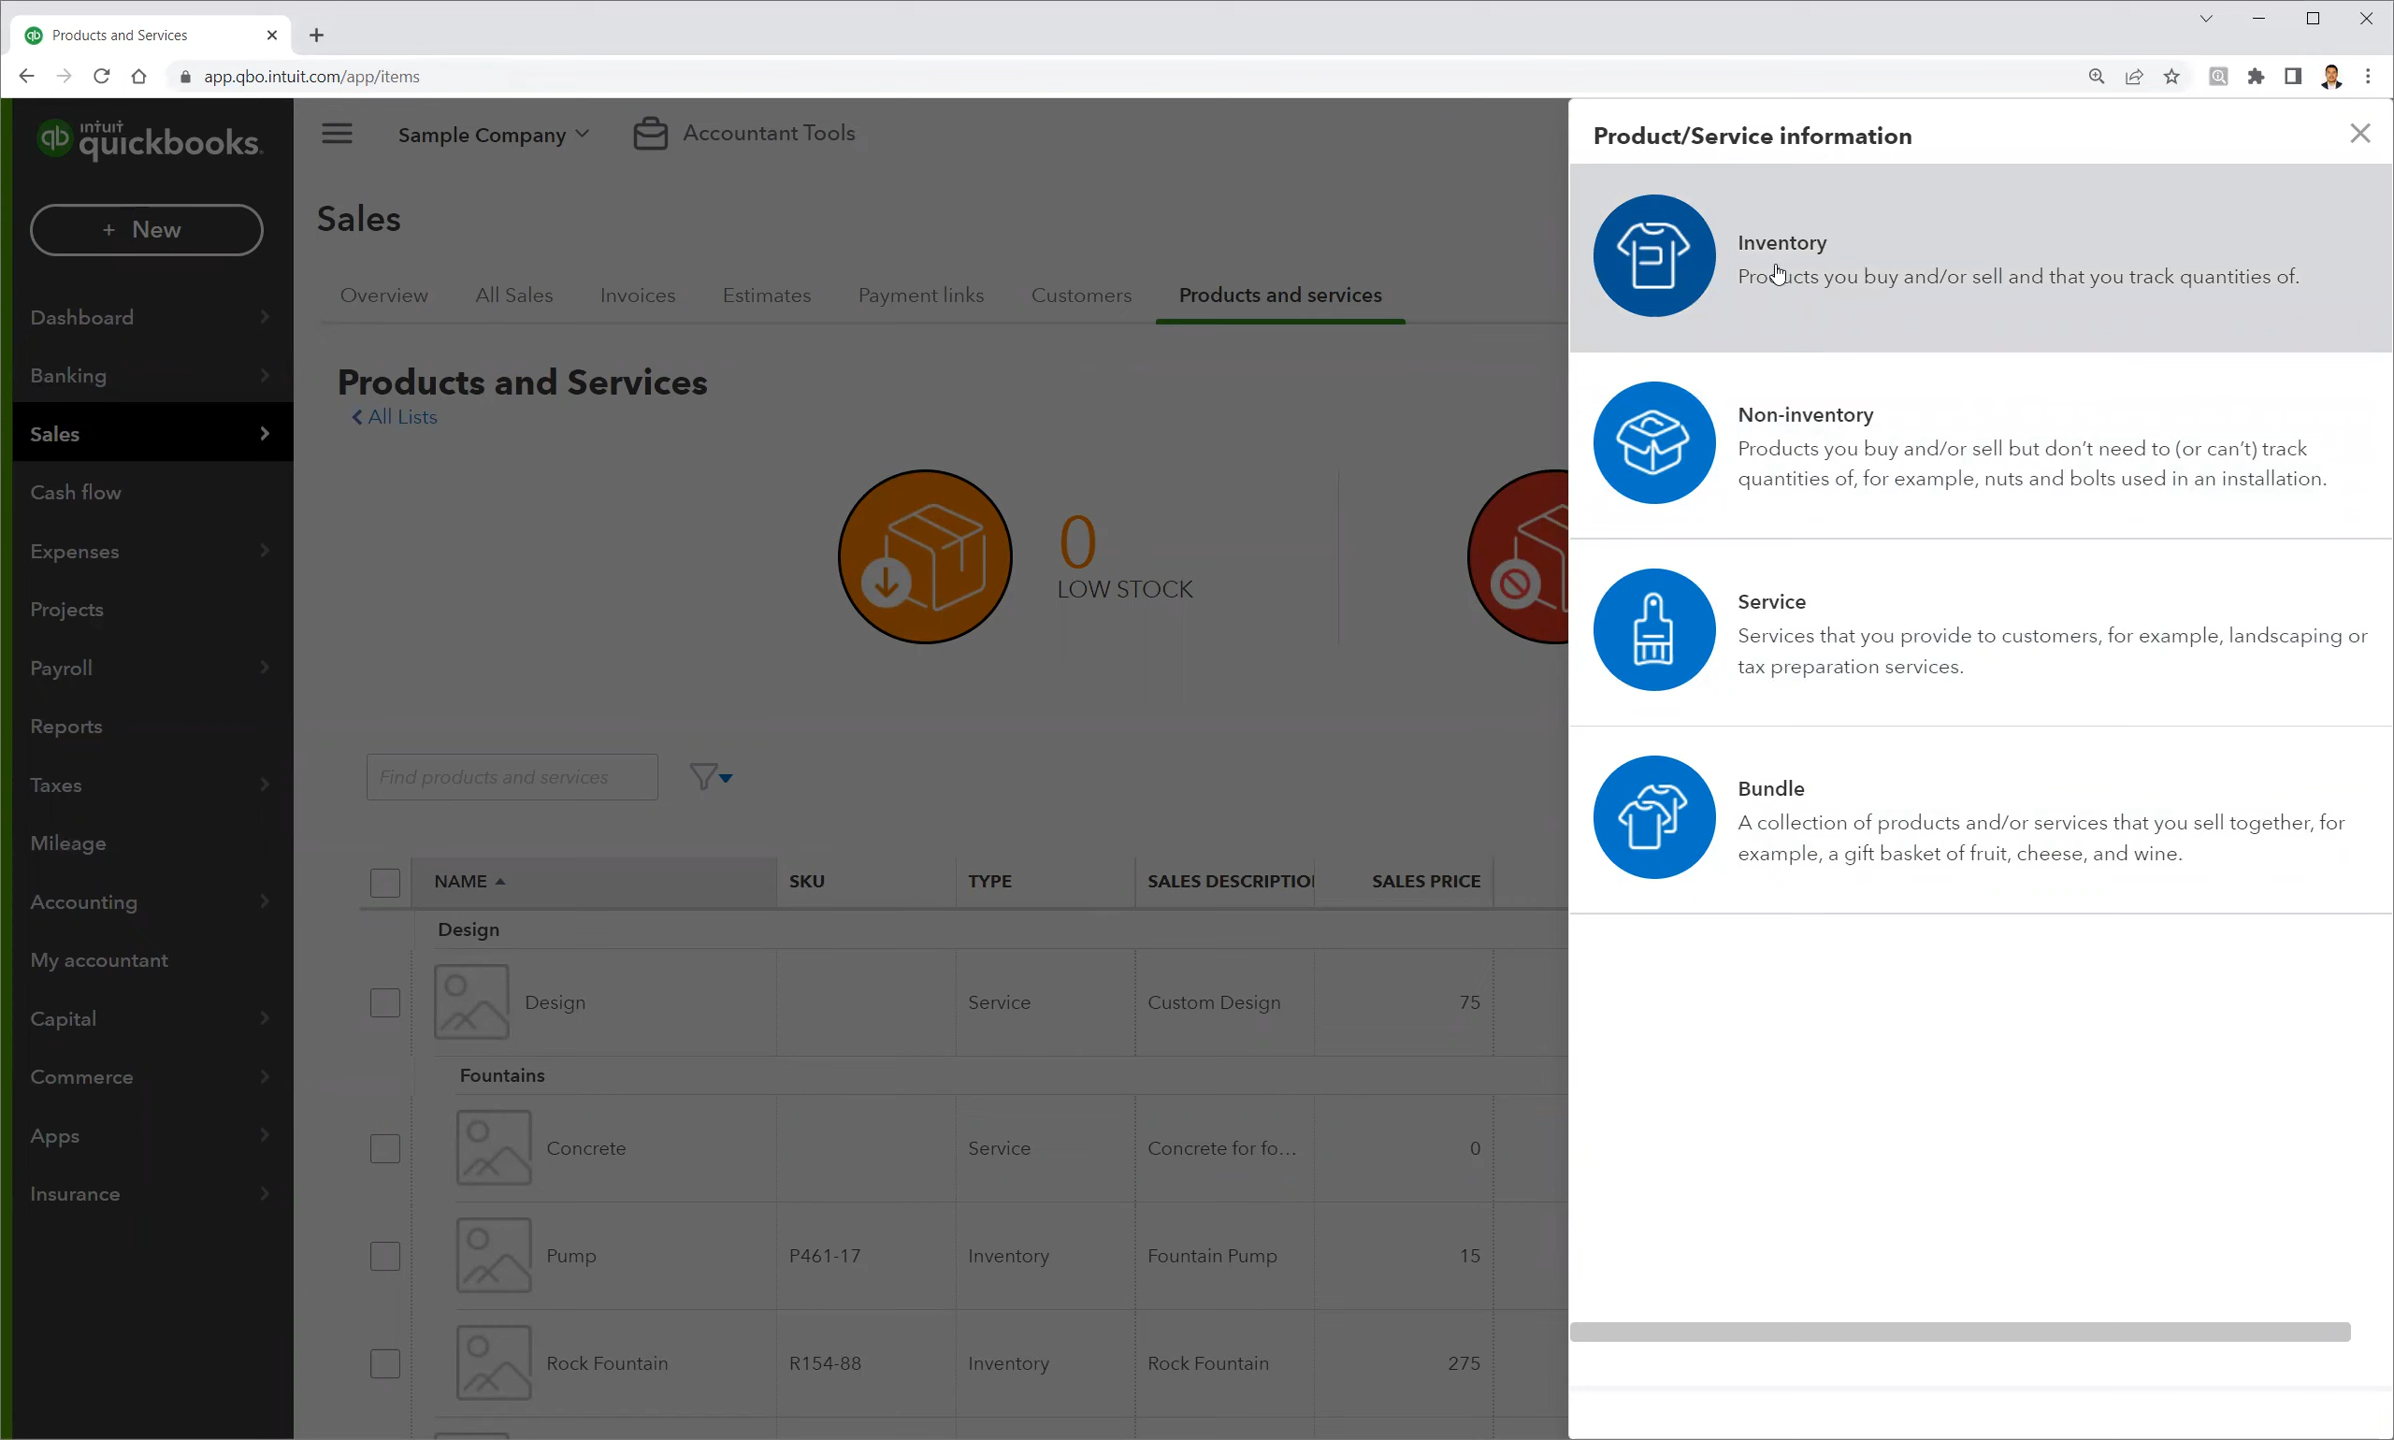 Products and Services
app.qbo.intuit.com/app/items
intuit
quickbooks.
+ New
Dashboard
Banking
Sales
Cash flow
Expenses
Projects
Payroll
Reports
Taxes
Mileage
Accounting
My accountant
Capital
Commerce
Apps
Insurance
Sample Company
Accountant Tools
Sales
Overview All Sales Invoices Estimates Payment links Customers Products and services
Products and Services
All Lists
0
LOW STOCK
Find products and services
NAME SKU TYPE SALES DESCRIPTIO SALES PRICE
Design
Design Service Custom Design 75
Fountains
Concrete Service Concrete for fo... 0
Pump P461-17 Inventory Fountain Pump 15
Rock Fountain R154-88 Inventory Rock Fountain 275
Product/Service information
Inventory
Products you buy and/or sell and that you track quantities of.
Non-inventory
Products you buy and/or sell but don't need to (or can't) track
quantities of, for example, nuts and bolts used in an installation.
Service
Services that you provide to customers, for example, landscaping or
tax preparation services.
Bundle
A collection of products and/or services that you sell together, for
example, a gift basket of fruit, cheese, and wine.